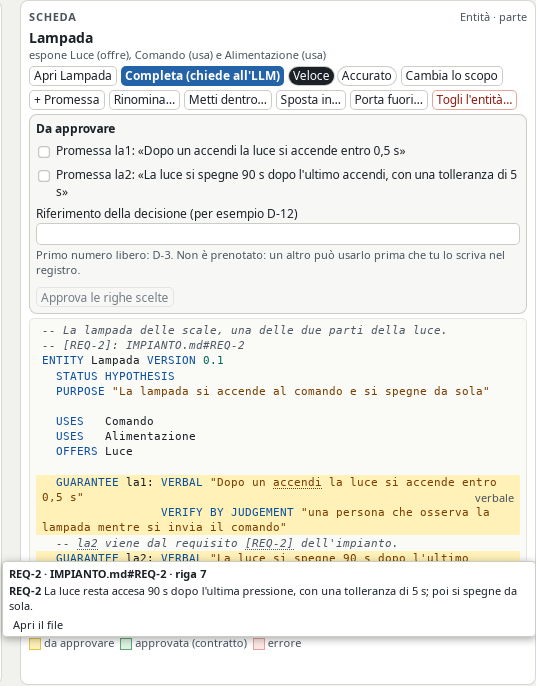 SCHEDA
Entità · parte
Lampada
espone Luce (offre), Comando (usa) e Alimentazione (usa)
Apri Lampada Completa (chiede all'LLM) Veloce Accurato Cambia lo scopo
+ Promessa Rinomina... Metti dentro... Sposta in... Porta fuori... Togli l'entità...
Da approvare
Promessa la1: «Dopo un accendi la luce si accende entro 0,5 s»
Promessa la2: «La luce si spegne 90 s dopo l'ultimo accendi, con una tolleranza di 5
s»
Riferimento della decisione (per esempio D-12)
Primo numero libero: D-3. Non è prenotato: un altro può usarlo prima che tu lo scriva nel
registro.
Approva le righe scelte
-- La lampada delle scale, una delle due parti della luce.
-- [REQ-2]: IMPIANTO.md#REQ-2
ENTITY Lampada VERSION 0.1
STATUS HYPOTHESIS
PURPOSE "La lampada si accende al comando e si spegne da sola"
USES Comando
USES Alimentazione
OFFERS Luce
GUARANTEE la1: VERBAL "Dopo un accendi la luce si accende entro
0,5 s"
verbale
VERIFY BY JUDGEMENT "una persona che osserva la
lampada mentre si invia il comando"
-- la2 viene dal requisito [REQ-2] dell'impianto.
GUARANTEE la2: VERBAL "La luce si spegne 90 s dopo l'ultimo
REQ-2 · IMPIANTO.md#REQ-2 · riga 7
REQ-2 La luce resta accesa 90 s dopo l'ultima pressione, con una tolleranza di 5 s; poi si spegne da
sola.
Apri il file
da approvare approvata (contratto) errore